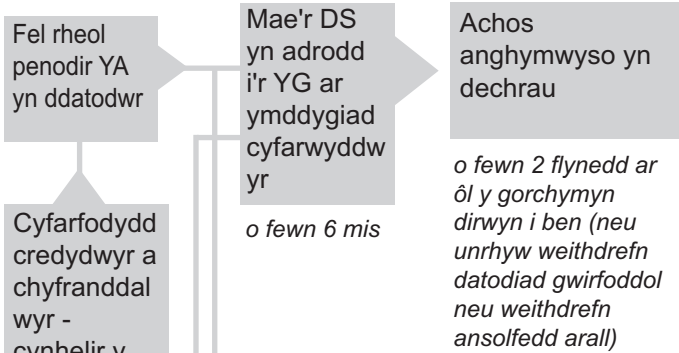 Fel rheol
penodir YA
yn ddatodwr
Mae'r DS
yn adrodd
i'r YG ar
ymddygiad
cyfarwyddw
yr
o fewn 6 mis
Achos
anghymwyso yn
dechrau
o fewn 2 flynedd ar
ôl y gorchymyn
dirwyn i ben (neu
unrhyw weithdrefn
datodiad gwirfoddol
neu weithdrefn
ansolfedd arall)
Cyfarfodydd
credydwyr a
chyfranddal
wyr -
cynhelir y